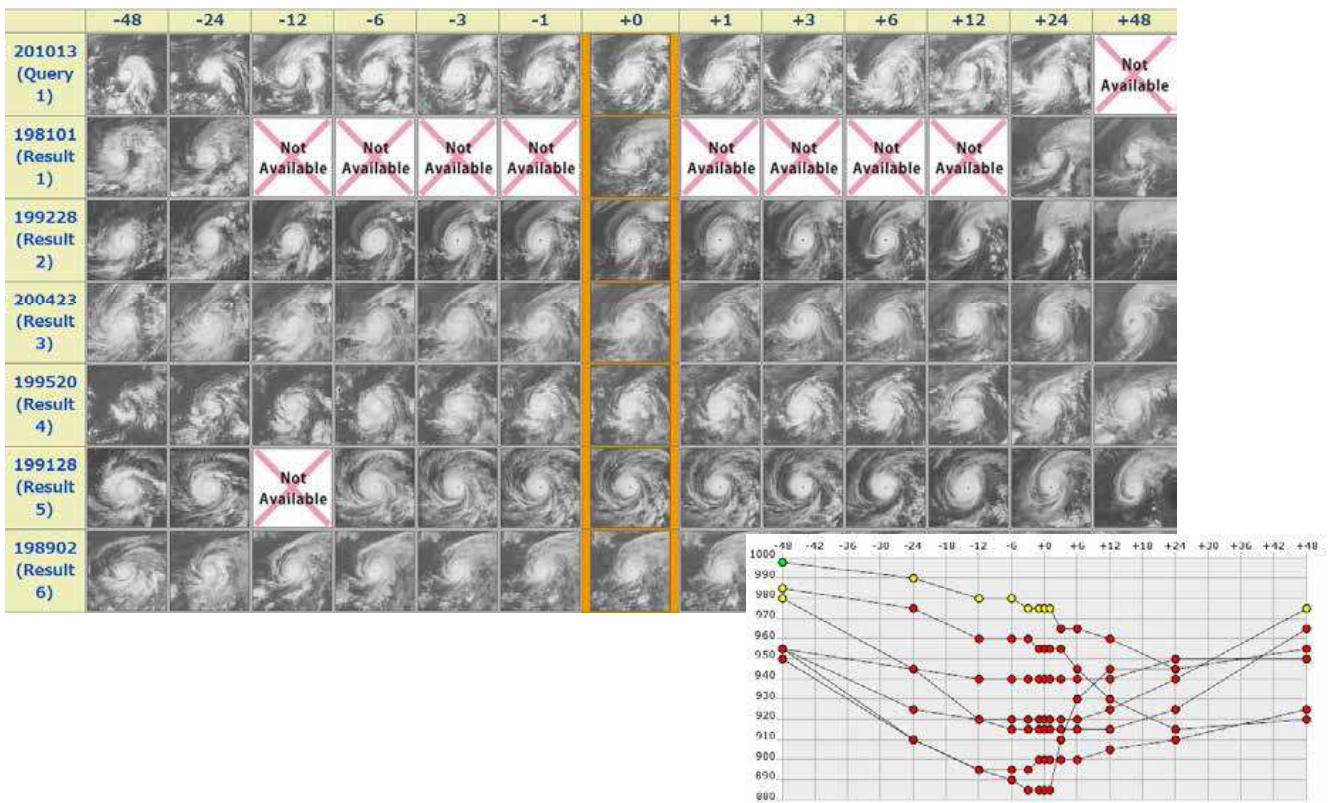 -48 -24 -12 -6 -3 -1 +0 +1 +3 +6 +12 +24 +48
201013
(Query
1)
Not
Available
198101
(Result
1)
Not Not Not Not Not Not Not Not
Available Available Available Available Available Available Available Available
199228
(Result
2)
200423
(Result
3)
199520
(Result
4)
199128
(Result
5)
Not
Available
198902
(Result
6)
-48 -42 -36 -30 -24 -18 -12 -6 +0 +6 +12 +18 +24 +30 +36 +42 +48
1000
990
980
970
960
950
940
930
920
910
900
890
880